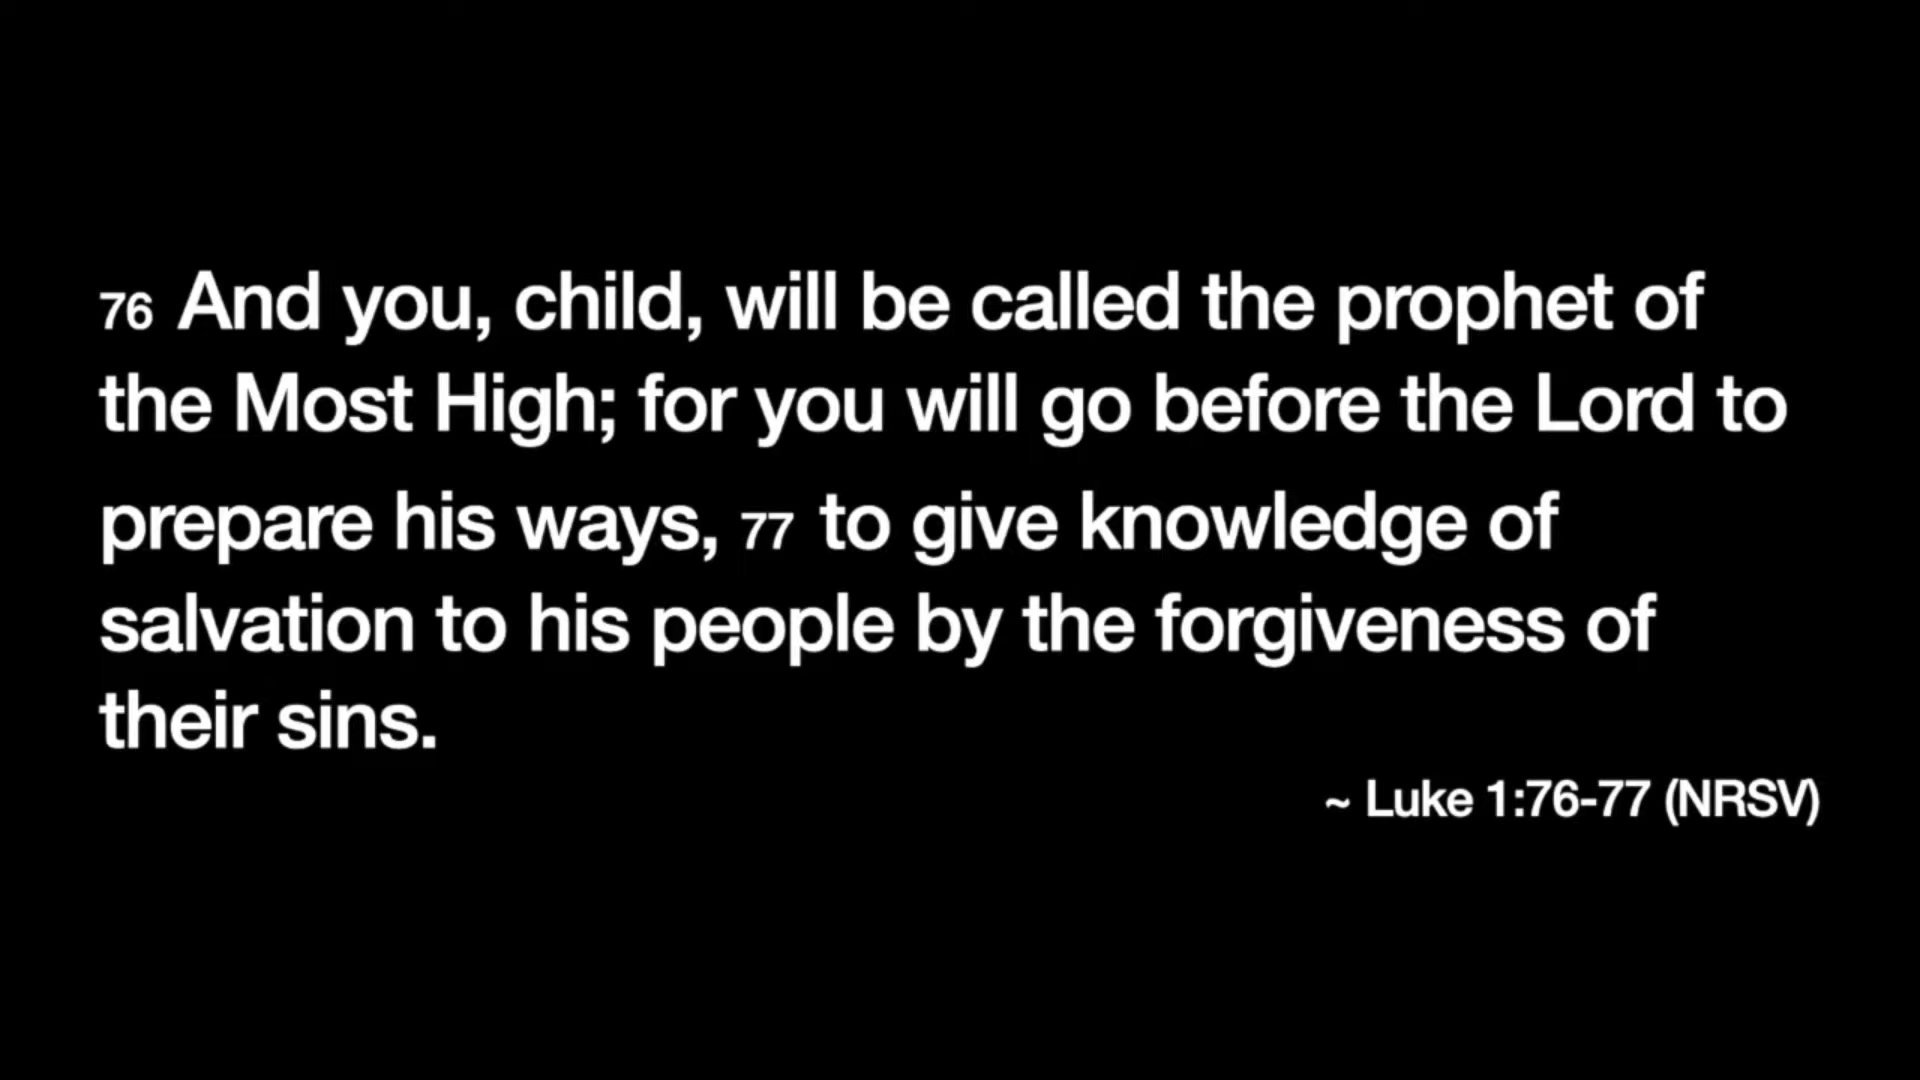 76 And you, child, will be called the prophet of
the Most High; for you will go before the Lord to
prepare his ways, 77 to give knowledge of
salvation to his people by the forgiveness of
their sins.
~ Luke 1:76-77 (NRSV)